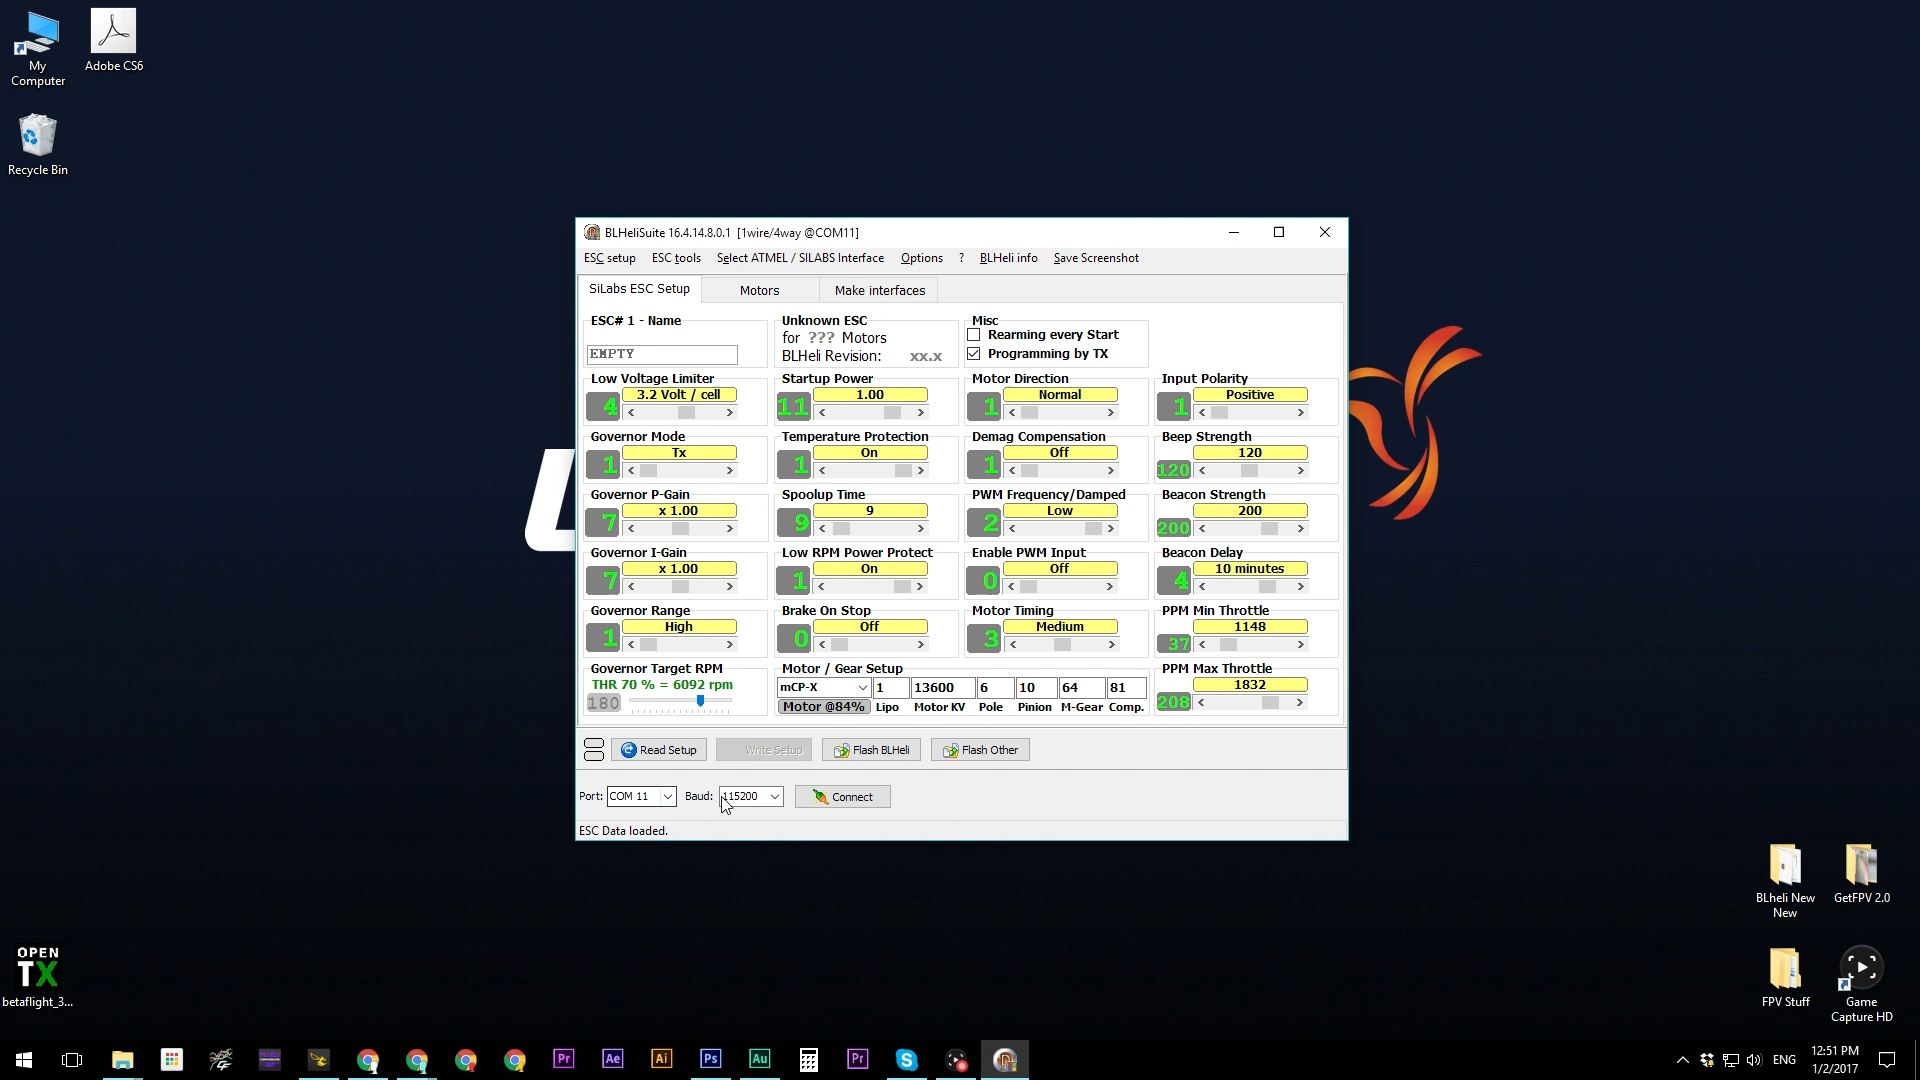 My Computer
Adobe CS6
Recycle Bin
BLHeliSuite 16.4.14.8.0.1 [1wire/4way @COM11]
ESC setup ESC tools Select ATMEL / SILABS Interface Options ? BLHeli info Save Screenshot
SiLabs ESC Setup Motors Make interfaces
ESC# 1 - Name
EMPTY
Unknown ESC
for ??? Motors
BLHeli Revision: xx.x
Misc
Rearming every Start
Programming by TX
Low Voltage Limiter
4 3.2 Volt / cell
Startup Power
11 1.00
Motor Direction
1 Normal
Input Polarity
1 Positive
Governor Mode
1 Tx
Temperature Protection
1 On
Demag Compensation
1 Off
Beep Strength
120 120
Governor P-Gain
7 x 1.00
Spoolup Time
9 9
PWM Frequency/Damped
2 Low
Beacon Strength
200 200
Governor I-Gain
7 x 1.00
Low RPM Power Protect
1 On
Enable PWM Input
0 Off
Beacon Delay
4 10 minutes
Governor Range
1 High
Brake On Stop
0 Off
Motor Timing
3 Medium
PPM Min Throttle
37 1148
Governor Target RPM
THR 70 % = 6092 rpm
180
Motor / Gear Setup
mCP-X 1 13600 6 10 64 81
Motor @84% Lipo Motor KV Pole Pinion M-Gear Comp.
PPM Max Throttle
208 1832
Read Setup Write Setup Flash BLHeli Flash Other
Port: COM 11 Baud: 115200 Connect
ESC Data loaded.
BLheli New New
GetFPV 2.0
OPEN
TX
betaflight_3...
FPV Stuff
Game Capture HD
Pr Ae Ai Ps Au Pr S
ENG
12:51 PM
1/2/2017